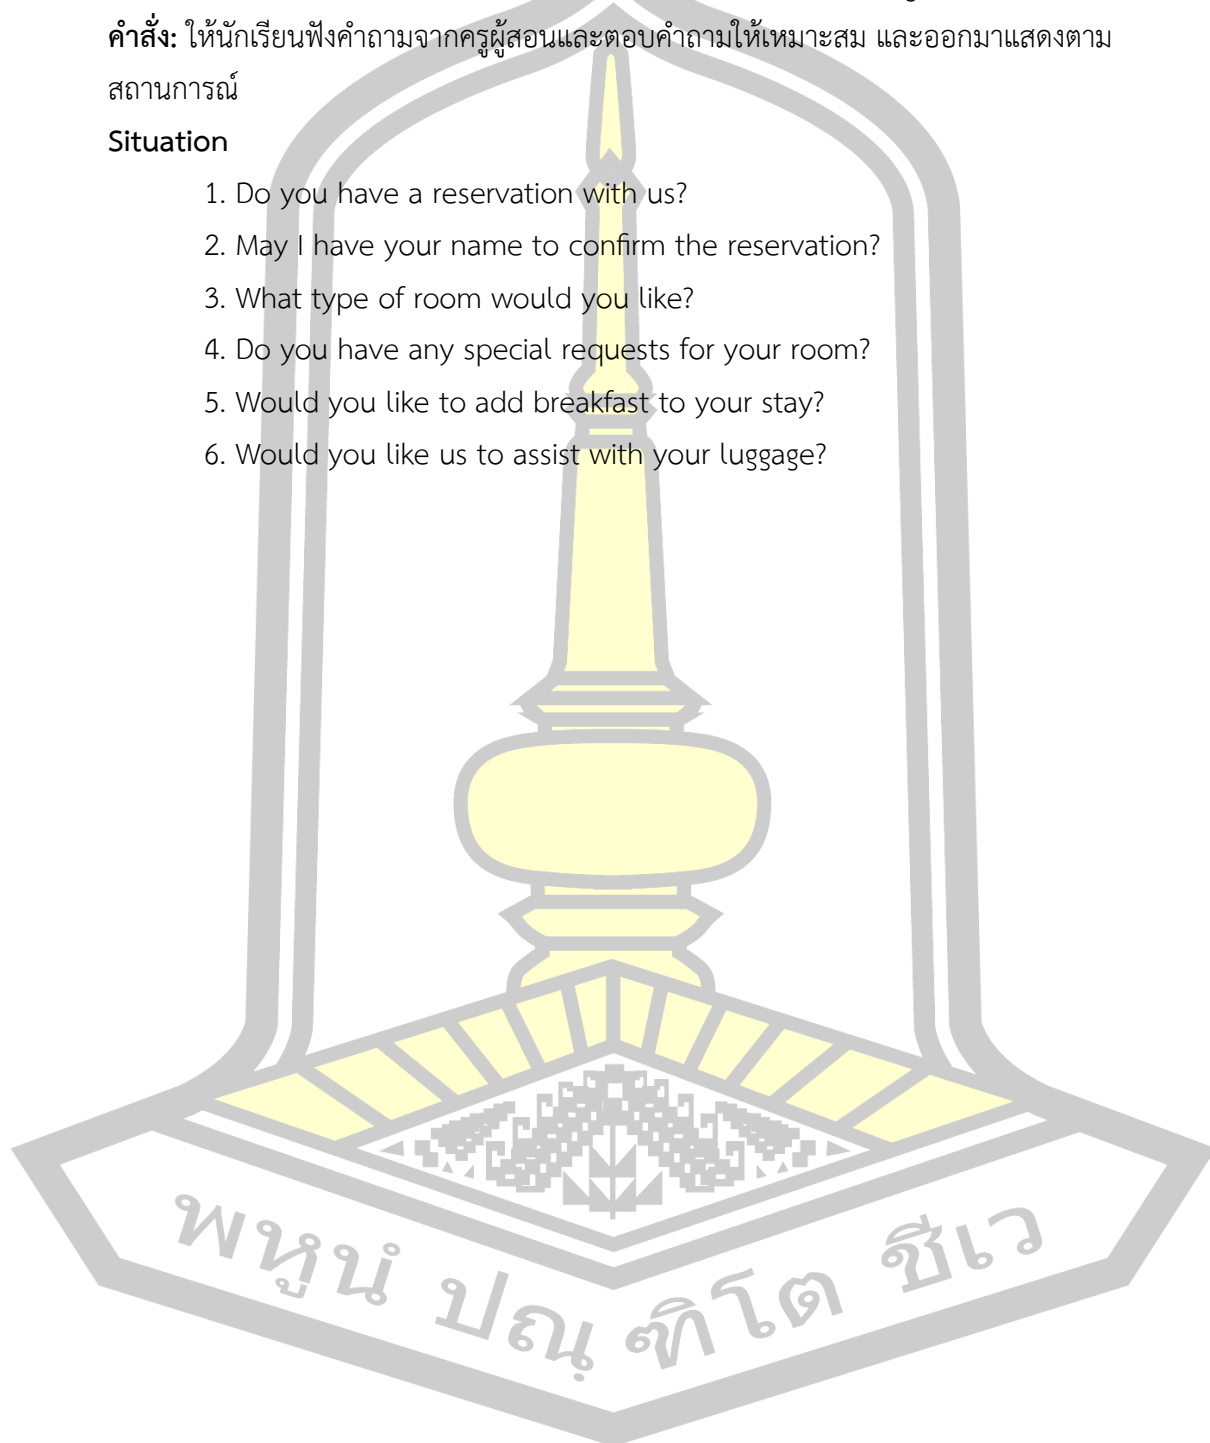 คำสั่ง: ให้นักเรียนฟังคำถามจากครูผู้สอนและตอบคำถามให้เหมาะสม และออกมาแสดงตาม
สถานการณ์
Situation
1. Do you have a reservation with us?
2. May I have your name to confirm the reservation?
3. What type of room would you like?
4. Do you have any special requests for your room?
5. Would you like to add breakfast to your stay?
6. Would you like us to assist with your luggage?
พหูนํ ปณฺฑิโต ชีเว